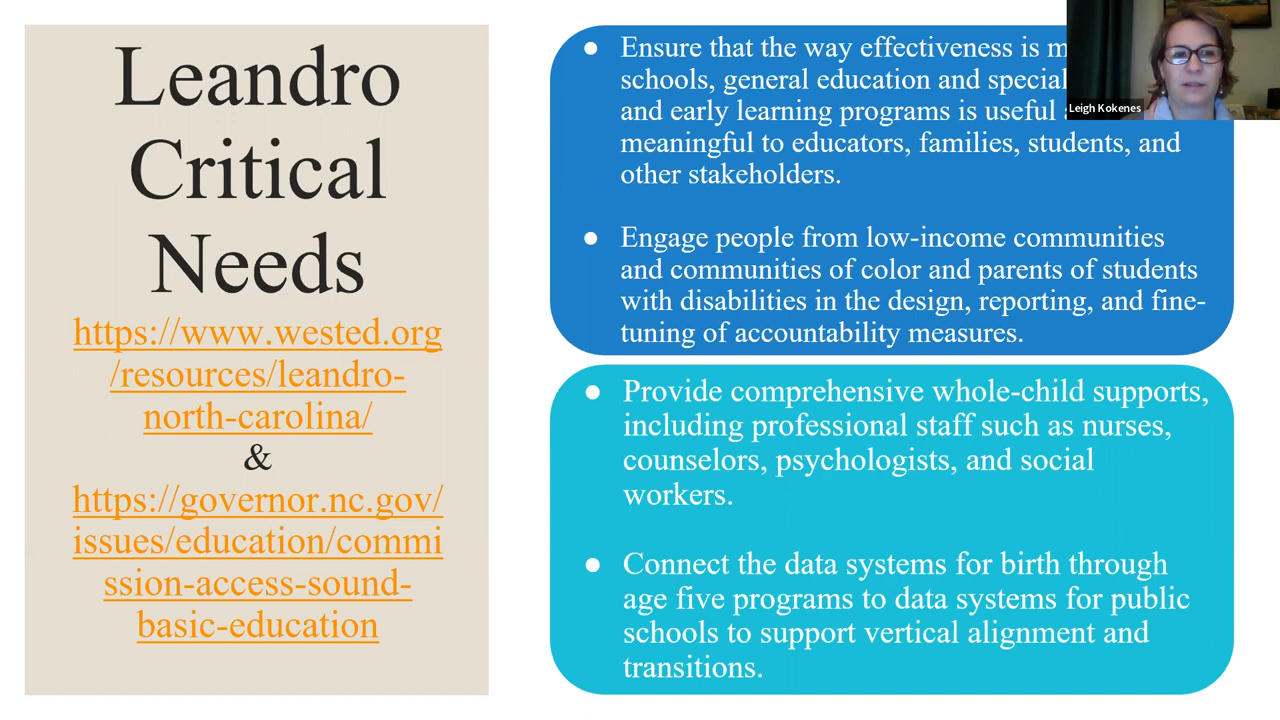 Leandro
Critical
Needs
https://www.wested.org
/resources/leandro-
north-carolina/
&
https://governor.nc.gov/
issues/education/commi
ssion-access-sound-
basic-education
● Ensure that the way effectiveness is
schools, general education and special
and early learning programs is useful
meaningful to educators, families, students, and
other stakeholders.
● Engage people from low-income communities
and communities of color and parents of students
with disabilities in the design, reporting, and fine-
tuning of accountability measures.
● Provide comprehensive whole-child supports,
including professional staff such as nurses,
counselors, psychologists, and social
workers.
● Connect the data systems for birth through
age five programs to data systems for public
schools to support vertical alignment and
transitions.
Leigh Kokenes